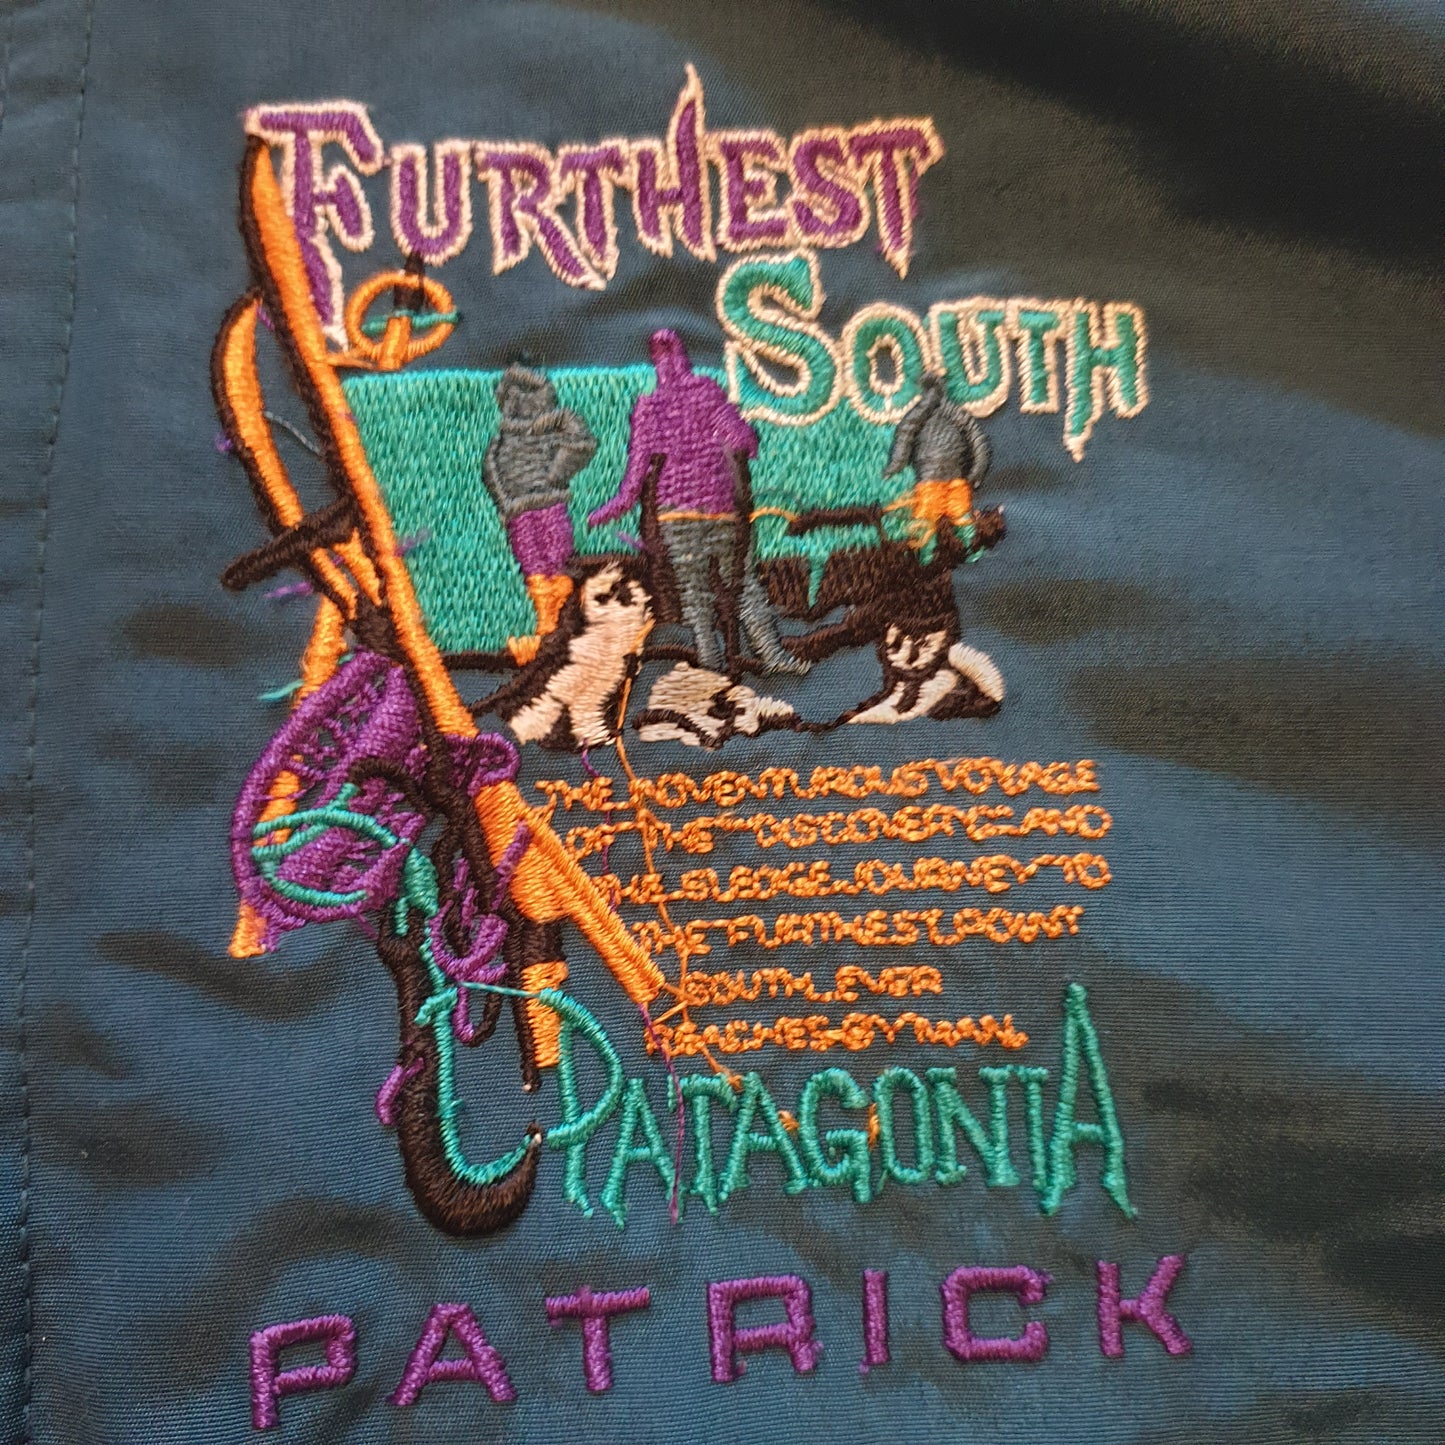 FURTHEST
SOUTH
THE ADVENTUROUS VOYAGE
OF THE "DISCOVERY" AND
THE SLEDGE JOURNEY TO
THE FURTHEST POINT
SOUTH EVER
REACHES BY MAN.
PATAGONIA
PATRICK